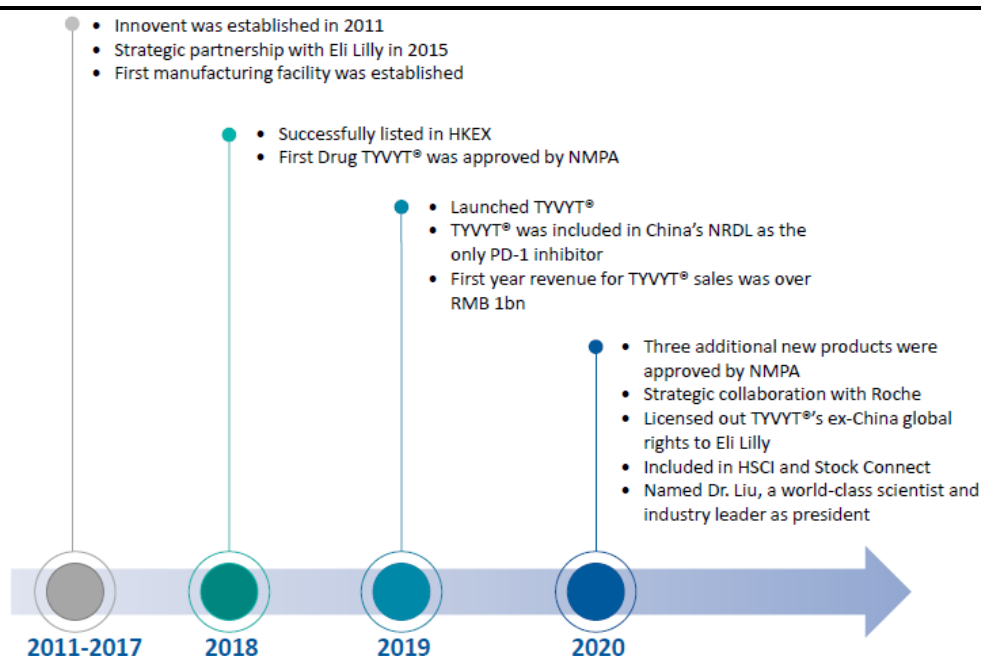 • Innovent was established in 2011
• Strategic partnership with Eli Lilly in 2015
• First manufacturing facility was established
• Successfully listed in HKEX
• First Drug TYVYT® was approved by NMPA
• Launched TYVYT®
• TYVYT® was included in China's NRDL as the
only PD-1 inhibitor
• First year revenue for TYVYT® sales was over
RMB 1bn
• Three additional new products were
approved by NMPA
• Strategic collaboration with Roche
• Licensed out TYVYT®'s ex-China global
rights to Eli Lilly
• Included in HSCI and Stock Connect
• Named Dr. Liu, a world-class scientist and
industry leader as president
2011-2017 2018 2019 2020